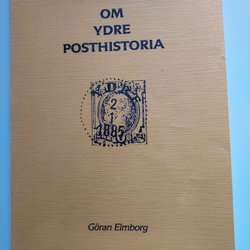 OM
YDRE
POSTHISTORIA
2
1
1885
Göran Elmborg